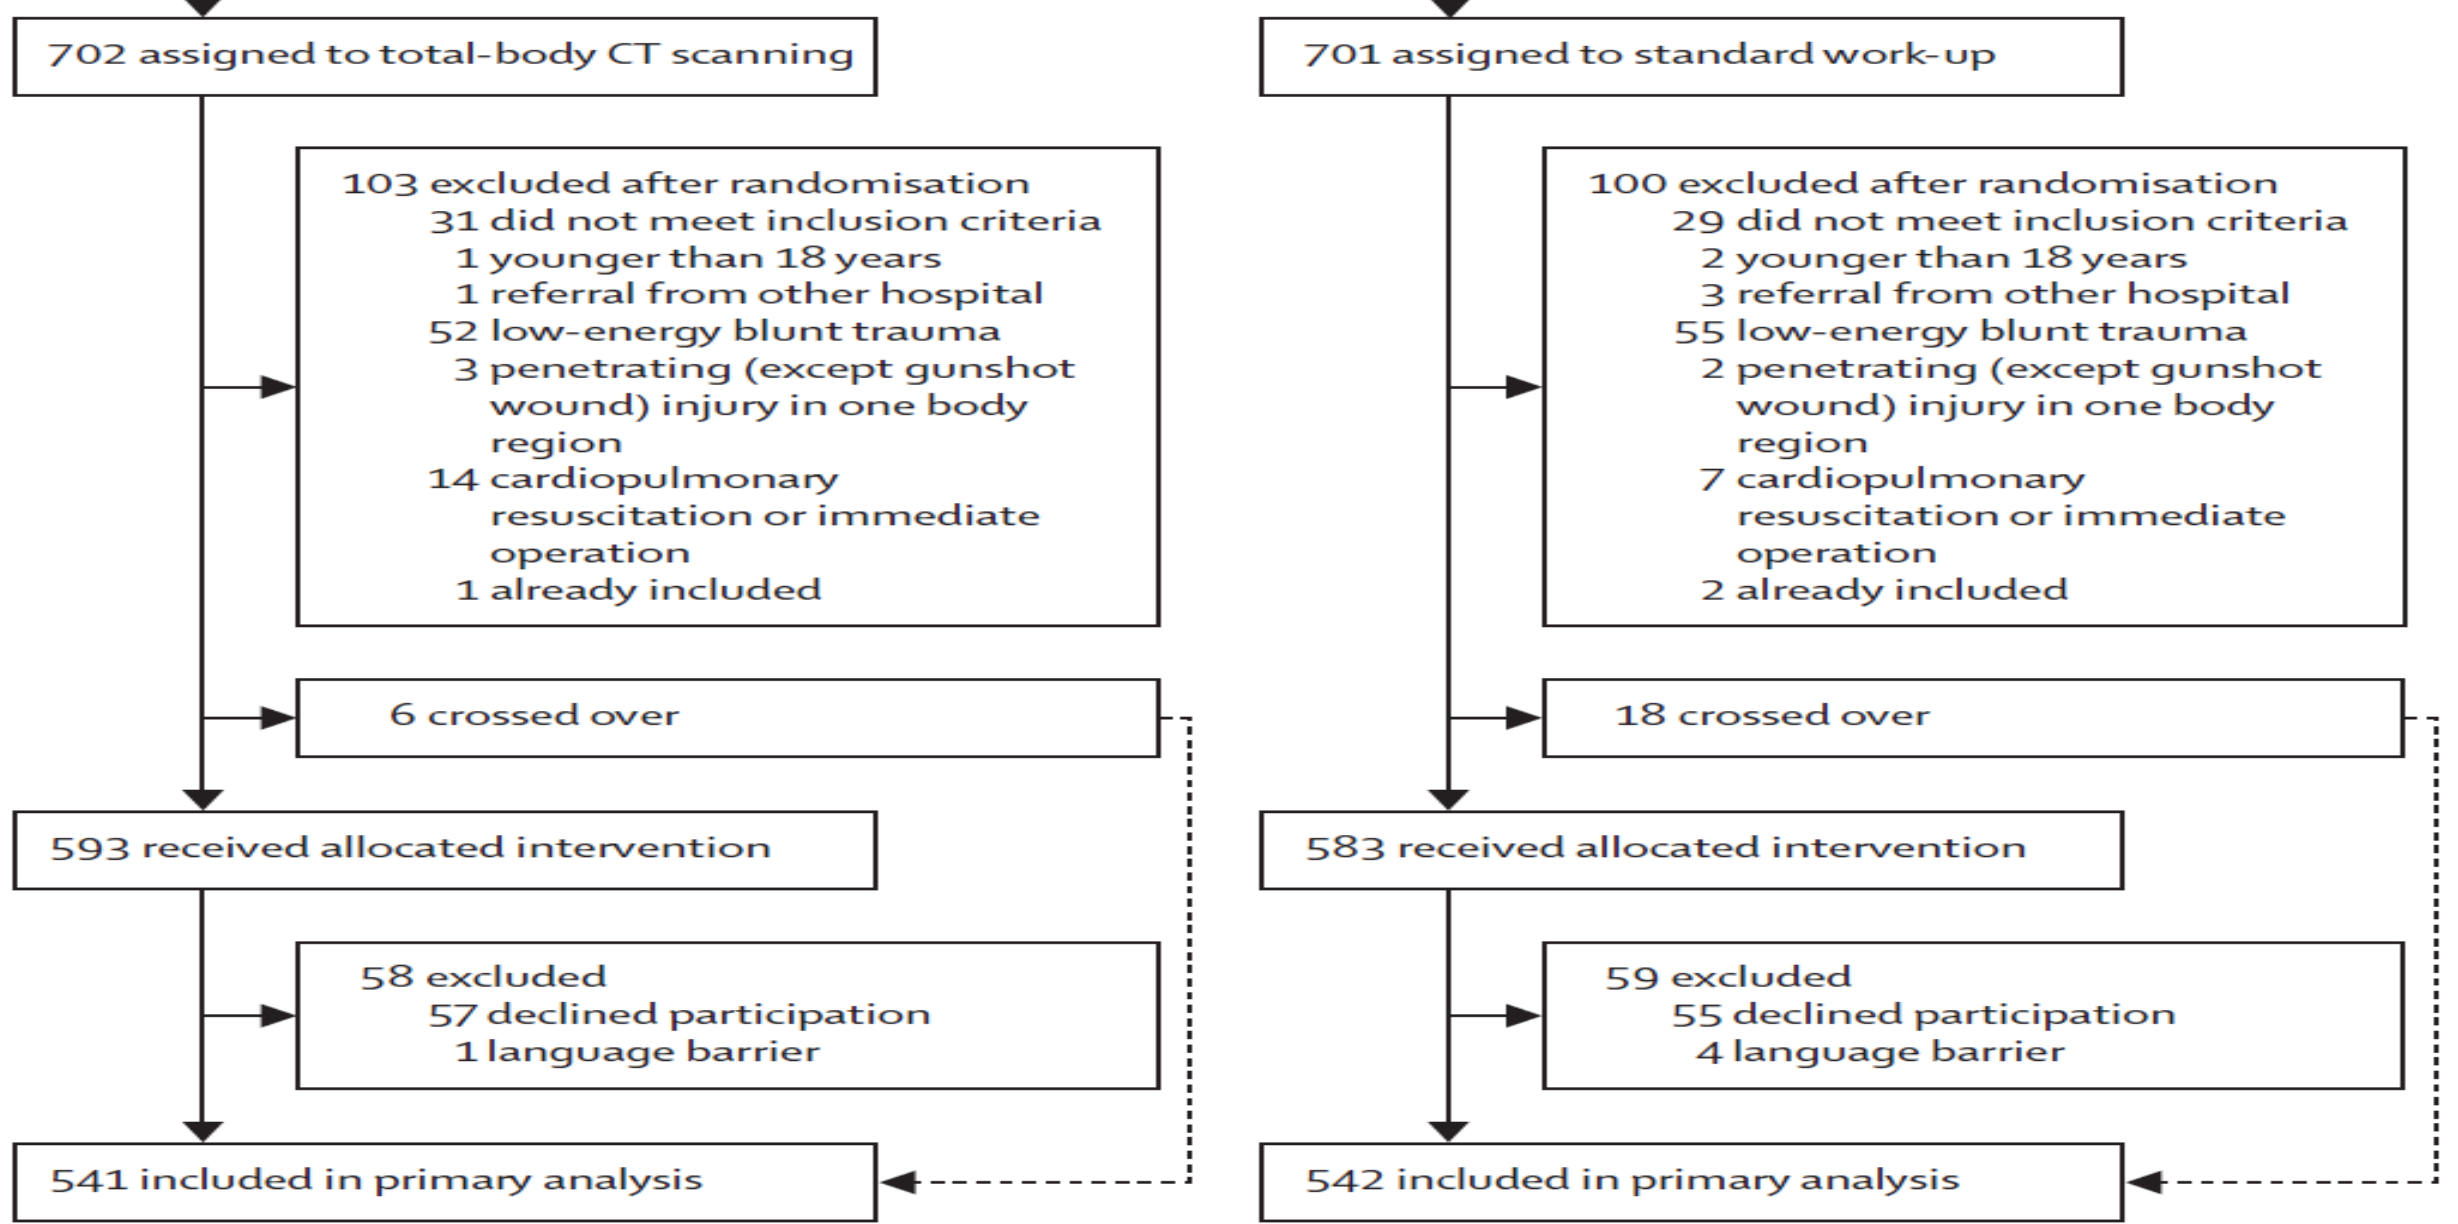 702 assigned to total-body CT scanning
103 excluded after randomisation
31 did not meet inclusion criteria
1 younger than 18 years
1 referral from other hospital
52 low-energy blunt trauma
3 penetrating (except gunshot
wound) injury in one body
region
14 cardiopulmonary
resuscitation or immediate
operation
1 already included
6 crossed over
593 received allocated intervention
58 excluded
57 declined participation
1 language barrier
541 included in primary analysis
701 assigned to standard work-up
100 excluded after randomisation
29 did not meet inclusion criteria
2 younger than 18 years
3 referral from other hospital
55 low-energy blunt trauma
2 penetrating (except gunshot
wound) injury in one body
region
7 cardiopulmonary
resuscitation or immediate
operation
2 already included
18 crossed over
583 received allocated intervention
59 excluded
55 declined participation
4 language barrier
542 included in primary analysis